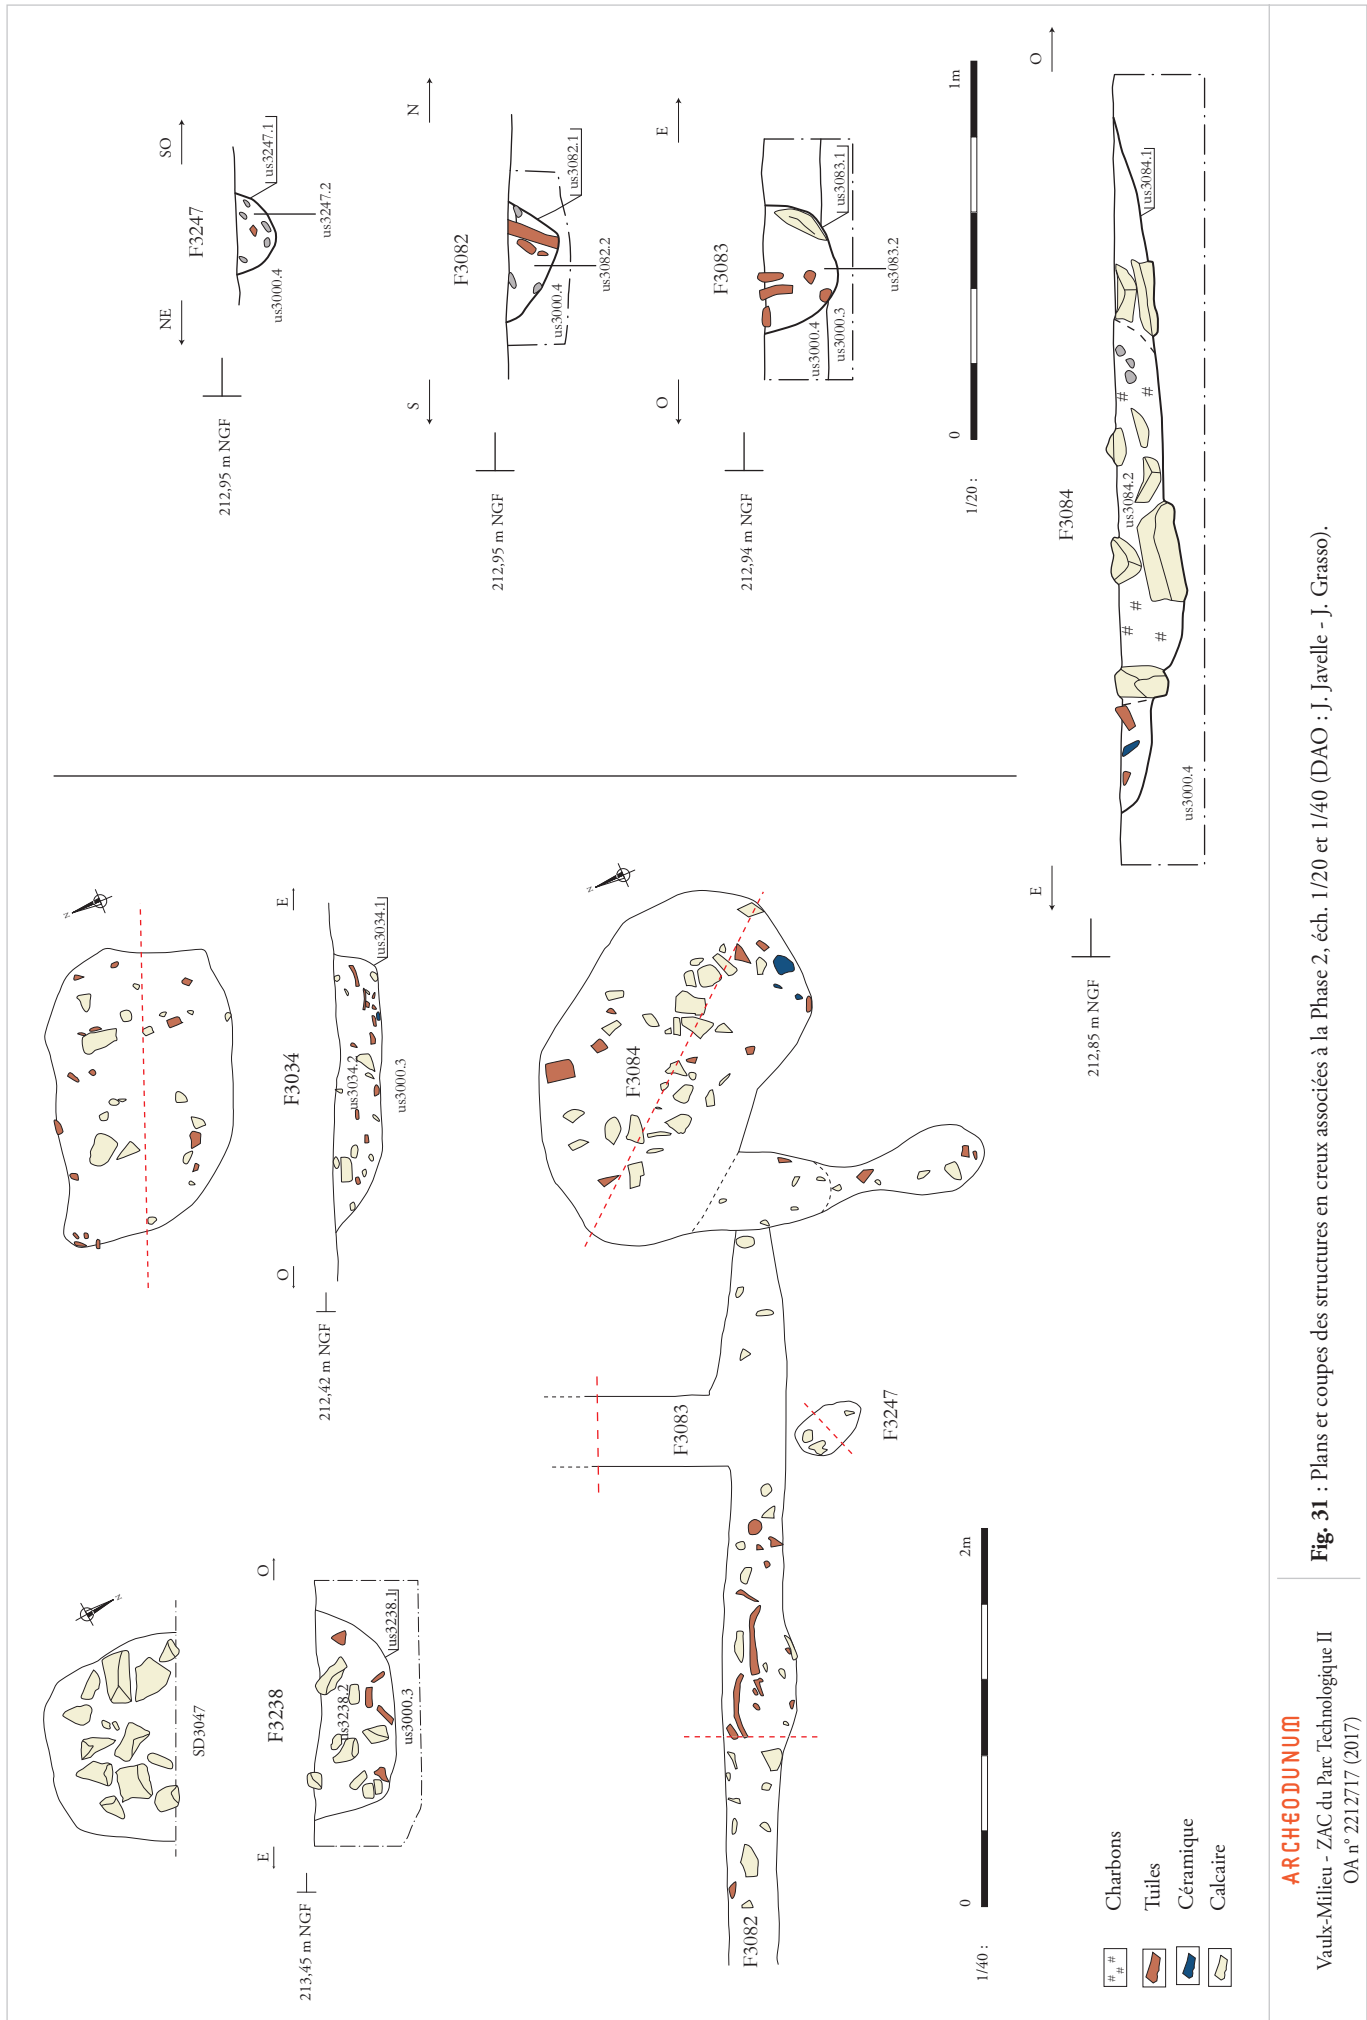 SD3047
F3238
E
O
213,45 m NGF
us3238.2
us3238.1
us3000.3
N
F3034
O
E
212,42 m NGF
us3034.2
us3034.1
us3000.3
N
F3084
F3083
F3082
F3247
1/40 :
0
2m
Charbons
Tuiles
Céramique
Calcaire
F3247
NE
SO
212,95 m NGF
us3247.1
us3247.2
us3000.4
F3082
S
N
212,95 m NGF
us3082.1
us3082.2
us3000.4
F3083
O
E
212,94 m NGF
us3083.1
us3083.2
us3000.4
us3000.3
1/20 :
0
1m
F3084
E
O
212,85 m NGF
us3084.2
us3084.1
us3000.4
ARCHEODUNUM
Vaulx-Milieu - ZAC du Parc Technologique II
OA n° 2212717 (2017)
Fig. 31 : Plans et coupes des structures en creux associées à la Phase 2, éch. 1/20 et 1/40 (DAO : J. Javelle - J. Grasso).